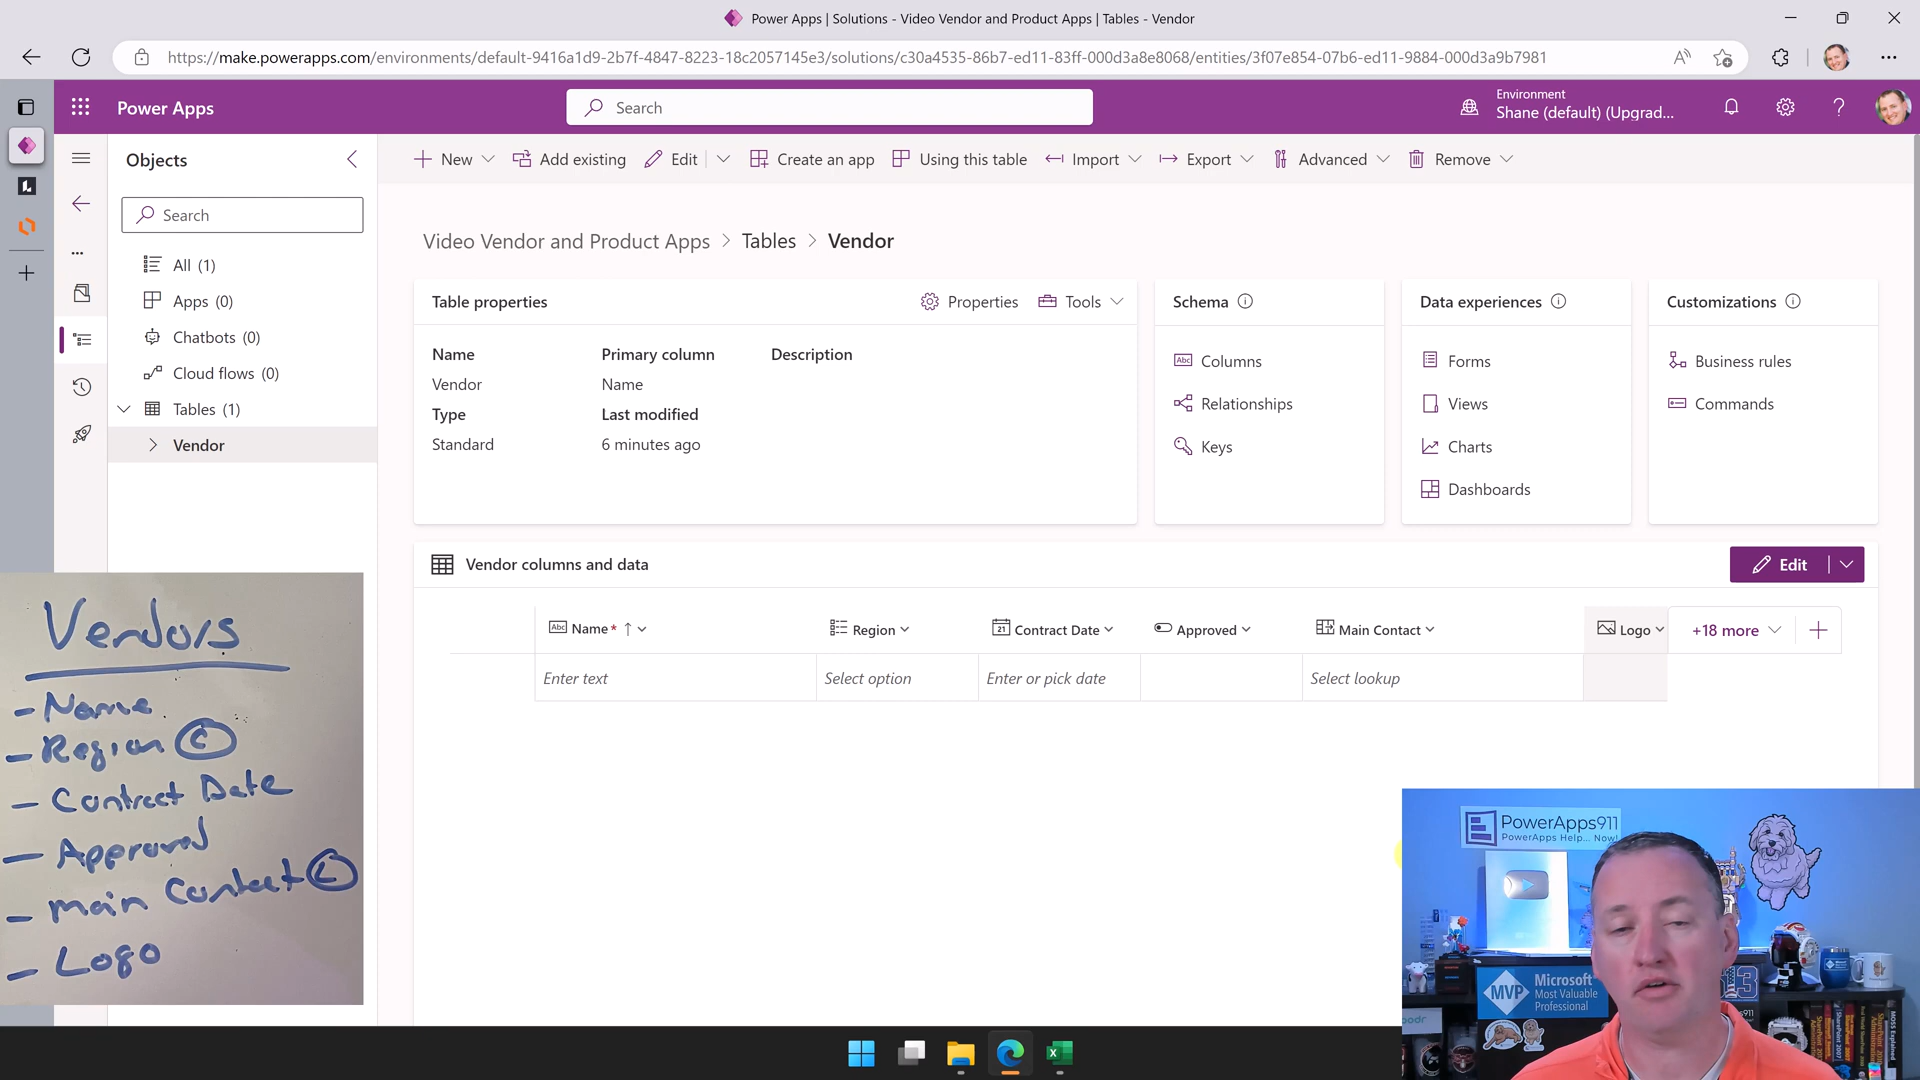 Power Apps | Solutions - Video Vendor and Product Apps | Tables - Vendor
https://make.powerapps.com/environments/default-9416a1d9-2b7f-4847-8223-18c2057145e3/solutions/c30a4535-86b7-ed11-83ff-000d3a8e8068/entities/3f07e854-07b6-ed11-9884-000d3a9b7981
Power Apps
Search
Environment
Shane (default) (Upgrad...
Objects
New
Add existing
Edit
Create an app
Using this table
Import
Export
Advanced
Remove
Search
All (1)
Apps (0)
Chatbots (0)
Cloud flows (0)
Tables (1)
Vendor
Video Vendor and Product Apps > Tables > Vendor
Table properties
Properties
Tools
Name
Primary column
Description
Vendor
Name
Type
Last modified
Standard
6 minutes ago
Schema
Columns
Relationships
Keys
Data experiences
Forms
Views
Charts
Dashboards
Customizations
Business rules
Commands
Vendor columns and data
Edit
Name*
Region
Contract Date
Approved
Main Contact
Logo
+18 more
Enter text
Select option
Enter or pick date
Select lookup
Vendors
- Name
- Region C
- Contract Date
- Approved
- Main Contact L
- Logo
PowerApps911
PowerApps Help... Now!
MVP
Microsoft
Most Valuable
Professional